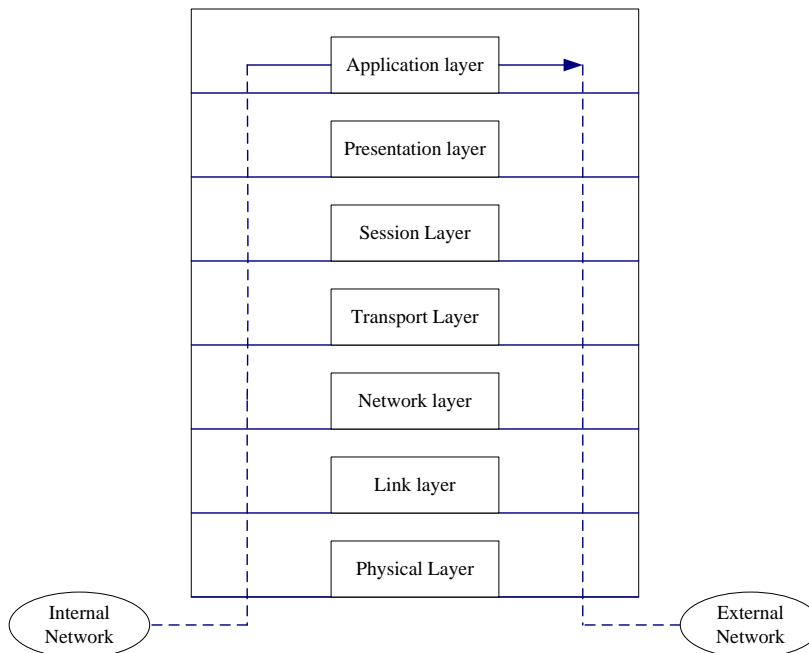 Application layer
Presentation layer
Session Layer
Transport Layer
Network layer
Link layer
Physical Layer
Internal
Network
External
Network